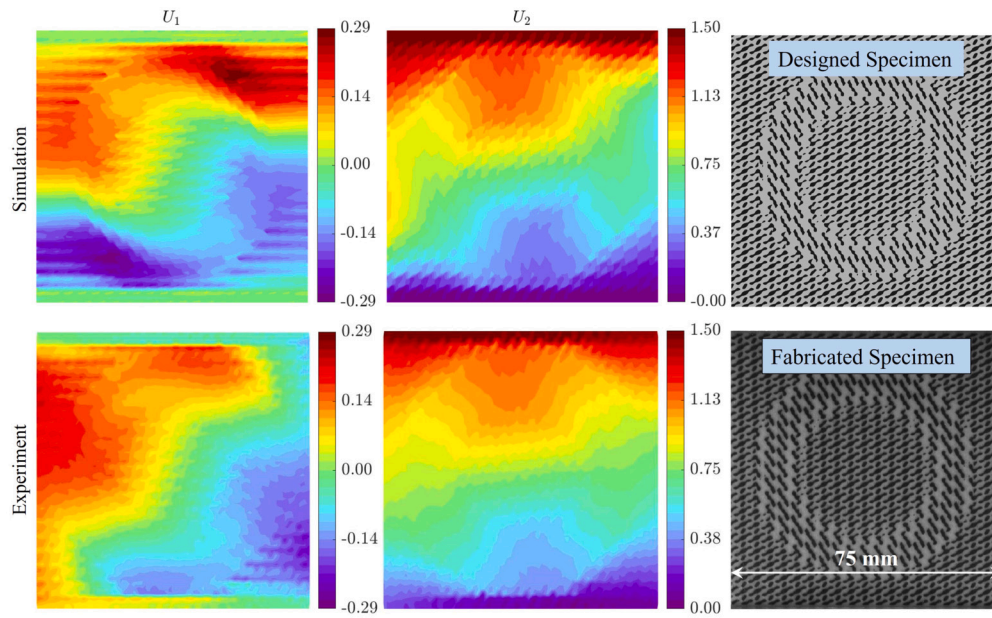 U1
U2
Simulation
0.29
0.14
0.00
-0.14
-0.29
1.50
1.13
0.75
0.37
-0.00
Designed Specimen
Experiment
0.29
0.14
0.00
-0.14
-0.29
1.50
1.13
0.75
0.38
0.00
Fabricated Specimen
75 mm